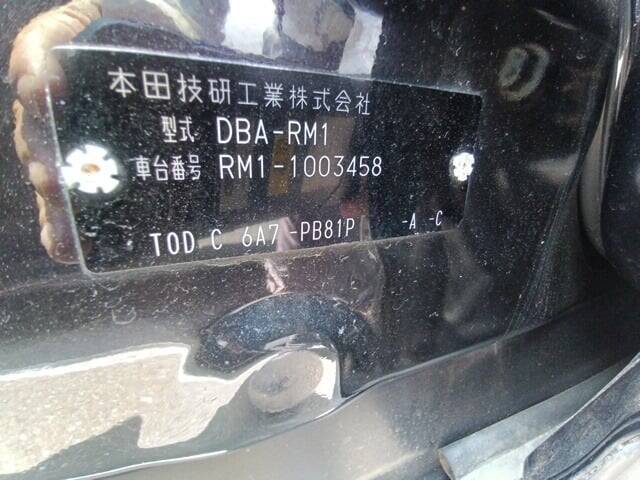 本田技研工業株式会社
型式 DBA-RM1
車台番号 RM1-1003458
TOD C 6A7 -PB81P -A -C